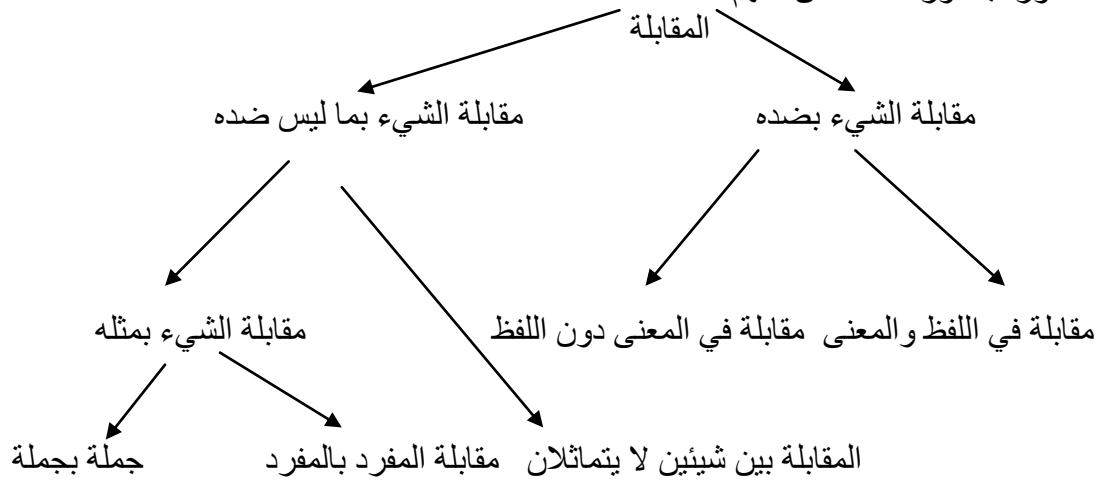 المقابلة
مقابلة الشيء بضده مقابلة الشيء بما ليس ضده
مقابلة في اللفظ والمعنى مقابلة في المعنى دون اللفظ مقابلة الشيء بمثله
المقابلة بين شيئين لا يتماثلان مقابلة المفرد بالمفرد جملة بجملة